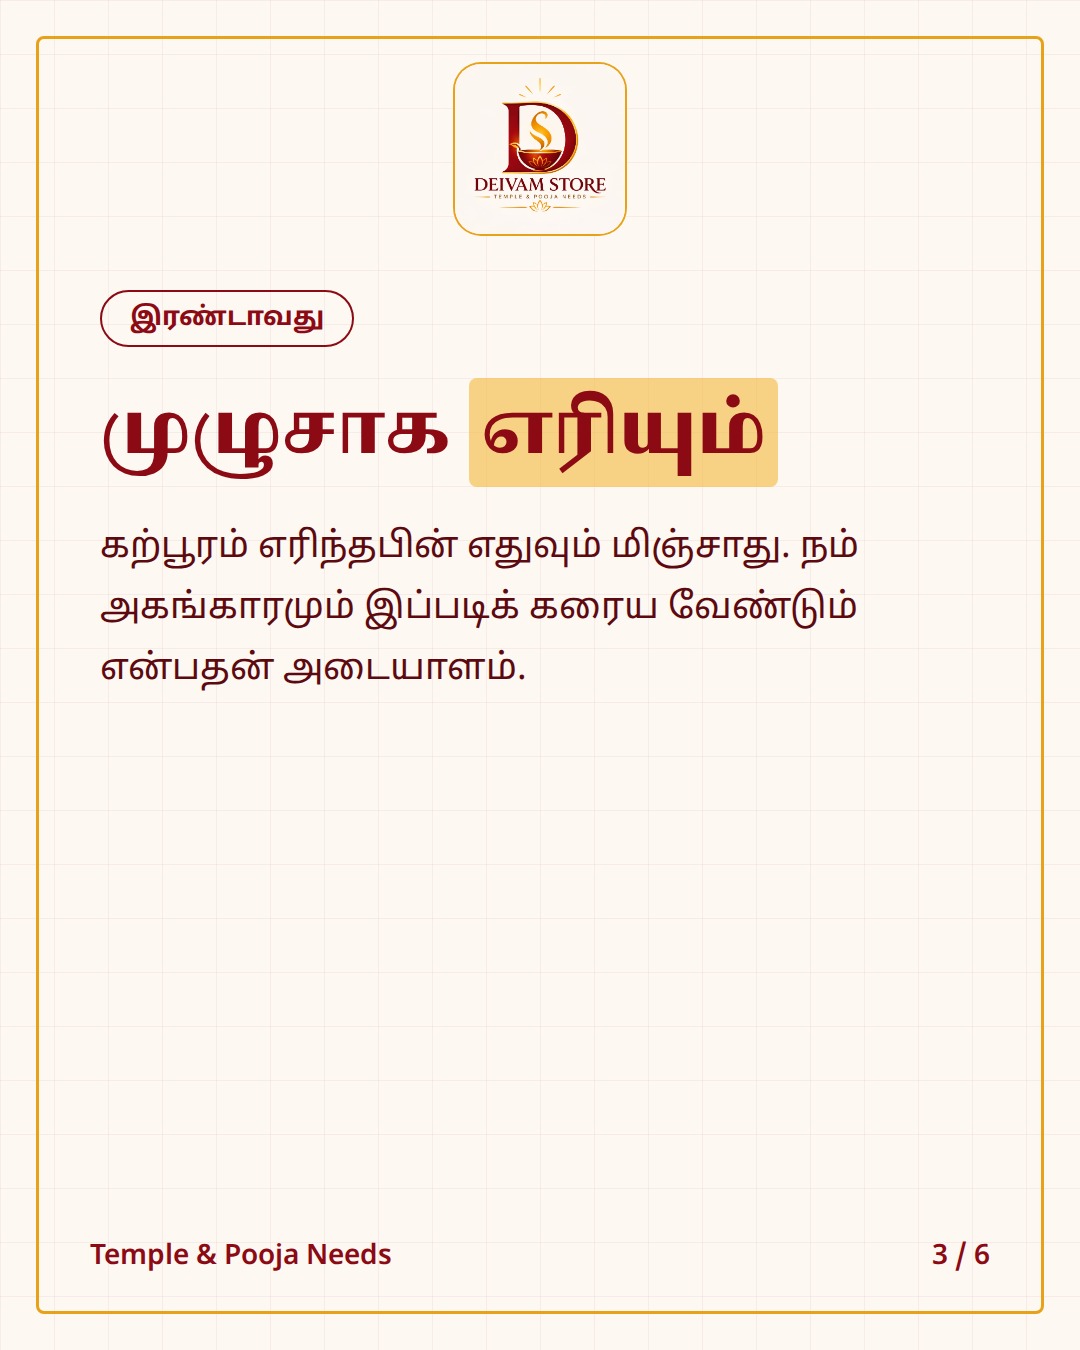 DEIVAM STORE
TEMPLE & POOJA NEEDS
இரண்டாவது
முழுசாக எரியும்
கற்பூரம் எரிந்தபின் எதுவும் மிஞ்சாது. நம்
அகங்காரமும் இப்படிக் கரைய வேண்டும்
என்பதன் அடையாளம்.
Temple & Pooja Needs
3 / 6